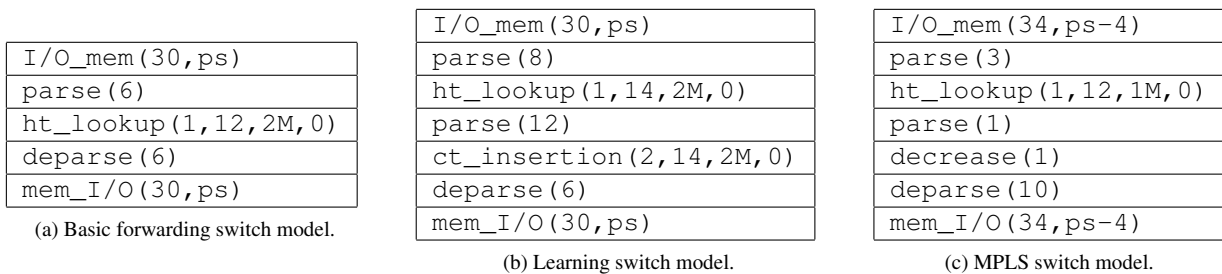 I/O_mem(30,ps)
parse(6)
ht_lookup(1,12,2M,0)
deparse(6)
mem_I/O(30,ps)
(a) Basic forwarding switch model.
I/O_mem(30,ps)
parse(8)
ht_lookup(1,14,2M,0)
parse(12)
ct_insertion(2,14,2M,0)
deparse(6)
mem_I/O(30,ps)
(b) Learning switch model.
I/O_mem(34,ps-4)
parse(3)
ht_lookup(1,12,1M,0)
parse(1)
decrease(1)
deparse(10)
mem_I/O(34,ps-4)
(c) MPLS switch model.